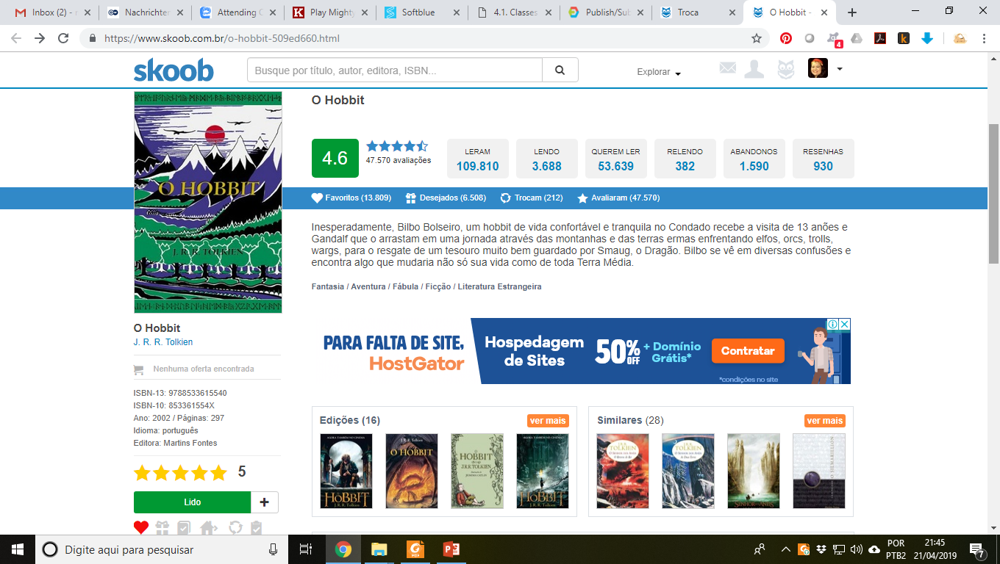 Inbox (2) - n
Nachrichten
Attending C
Play Mighty
Softblue
4.1. Classes
Publish/Sub
Troca
O Hobbit -
https://www.skoob.com.br/o-hobbit-509ed660.html
4
skoob
Busque por título, autor, editora, ISBN...
Explorar
O HOBBIT
J. R. R. TOLKIEN
O Hobbit
4.6
47.570 avaliações
LERAM
109.810
LENDO
3.688
QUEREM LER
53.639
RELENDO
382
ABANDONOS
1.590
RESENHAS
930
Favoritos (13.809)
Desejados (6.508)
Trocam (212)
Avaliaram (47.570)
Inesperadamente, Bilbo Bolseiro, um hobbit de vida confortável e tranquila no Condado recebe a visita de 13 anões e
Gandalf que o arrastam em uma jornada através das montanhas e das terras ermas enfrentando elfos, orcs, trolls,
wargs, para o resgate de um tesouro muito bem guardado por Smaug, o Dragão. Bilbo se vê em diversas confusões e
encontra algo que mudaria não só sua vida como de toda Terra Média.
Fantasia / Aventura / Fábula / Ficção / Literatura Estrangeira
O Hobbit
J. R. R. Tolkien
Nenhuma oferta encontrada
ISBN-13: 9788533615540
ISBN-10: 853361554X
Ano: 2002 / Páginas: 297
Idioma: português
Editora: Martins Fontes
5
Lido
+
PARA FALTA DE SITE,
HostGator
Hospedagem
de Sites
50%
OFF
+ Domínio
Grátis*
Contratar
*condições no site
Edições (16)
ver mais
HOBBIT
J. R. R. TOLKIEN
J.R.R. Tolkien
O HOBBIT
O
HOBBIT
J.R.R. TOLKIEN
HOBBIT
J. R. R. TOLKIEN
Similares (28)
ver mais
J.R.R.
TOLKIEN
J.R.R.
TOLKIEN
SENHOR DOS ANÉIS
O SILMARILLION
Digite aqui para pesquisar
PDF
POR
PTB2
21:45
21/04/2019
7